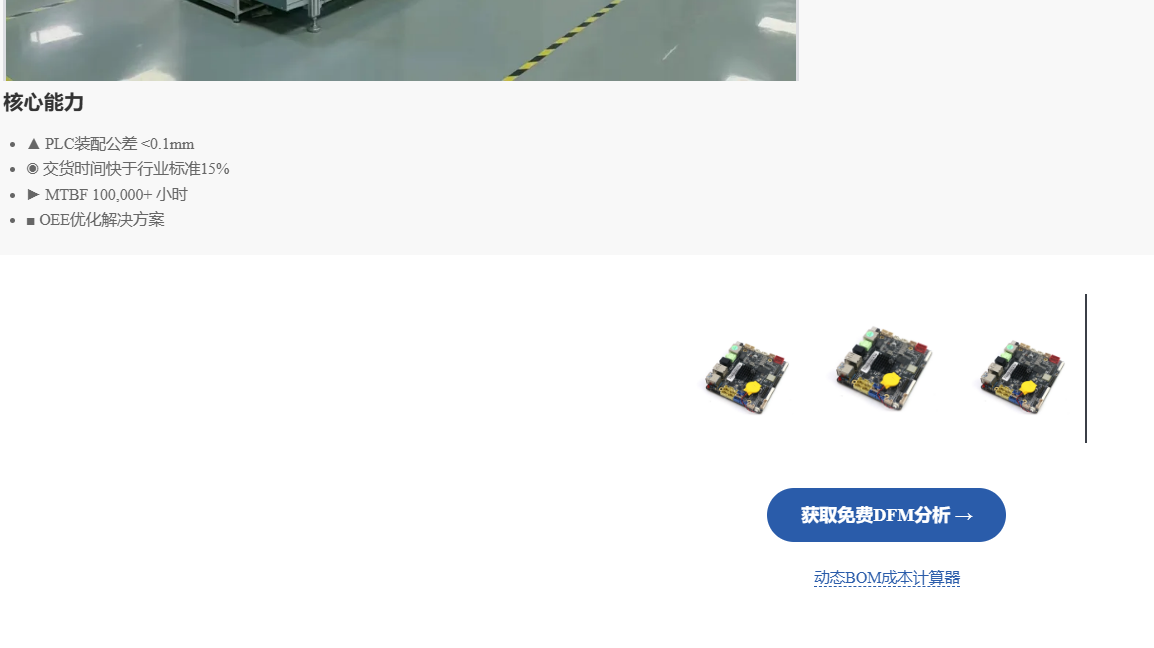 核心能力
▲ PLC装配公差 <0.1mm
◉ 交货时间快于行业标准15%
► MTBF 100,000+ 小时
■ OEE优化解决方案
获取免费DFM分析 →
动态BOM成本计算器